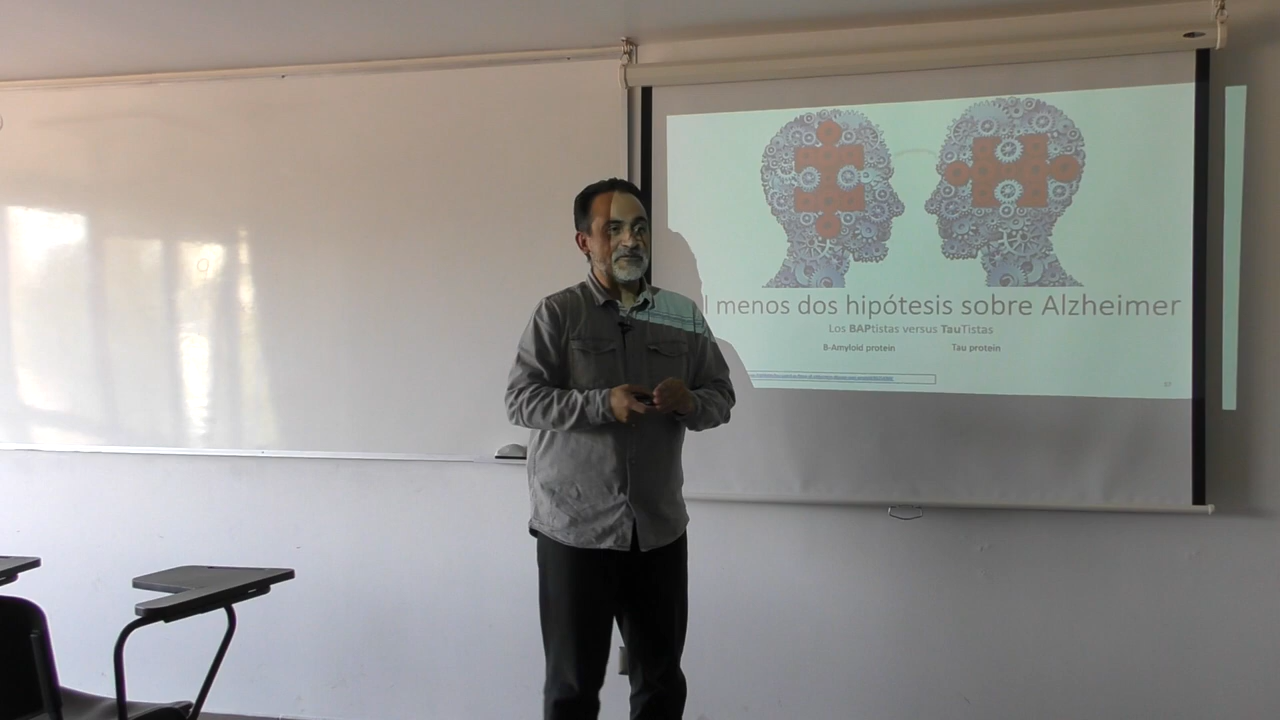 l menos dos hipótesis sobre Alzheimer
Los BAPtistas versus TauTistas
B-Amyloid protein Tau protein